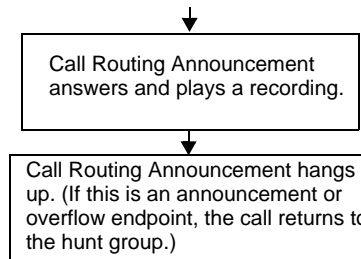 Call Routing Announcement
answers and plays a recording.
Call Routing Announcement hangs
up. (If this is an announcement or
overflow endpoint, the call returns to
the hunt group.)